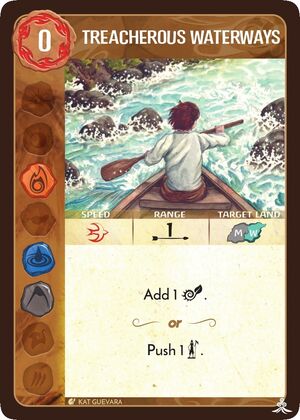 0 TREACHEROUS WATERWAYS
SPEED RANGE TARGET LAND
1 M W
Add 1 .
or
Push 1 .
KAT GUEVARA